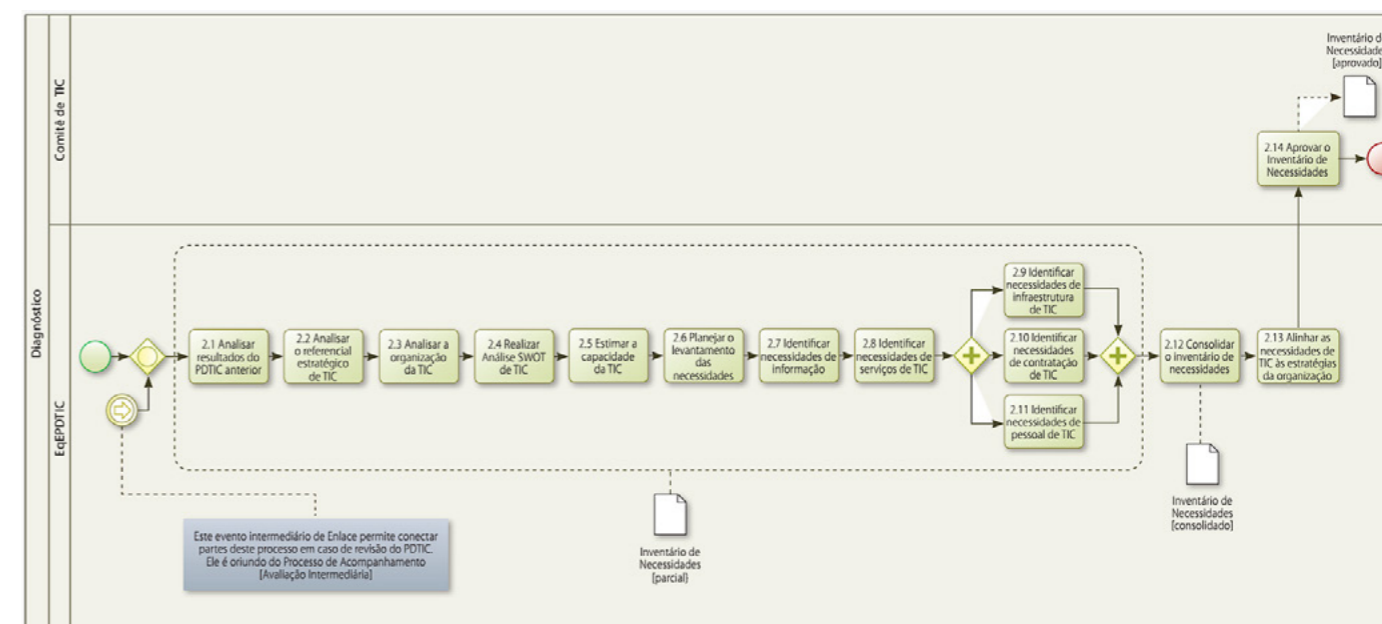 Diagnóstico
Comitê de TIC
EqEPDTIC
Inventário d
Necessidade
[aprovado]
2.14 Aprovar o
Inventário de
Necessidades
2.1 Analisar
resultados do
PDTIC anterior
2.2 Analisar
o referencial
estratégico
de TIC
2.3 Analisar a
organização
da TIC
2.4 Realizar
Análise SWOT
de TIC
2.5 Estimar a
capacidade
da TIC
2.6 Planejar o
levantamento
das
necessidades
2.7 Identificar
necessidades de
informação
2.8 Identificar
necessidades de
serviços de TIC
2.9 Identificar
necessidades de
infraestrutura
de TIC
2.10 Identificar
necessidades
de contratação
de TIC
2.11 Identificar
necessidades de
pessoal de TIC
2.12 Consolidar
o inventário de
necessidades
2.13 Alinhar as
necessidades de
TIC às estratégias
da organização
Este evento intermediário de Enlace permite conectar
partes deste processo em caso de revisão do PDTIC.
Ele é oriundo do Processo de Acompanhamento
[Avaliação Intermediária]
Inventário de
Necessidades
[parcial}
Inventário de
Necessidades
[consolidado]